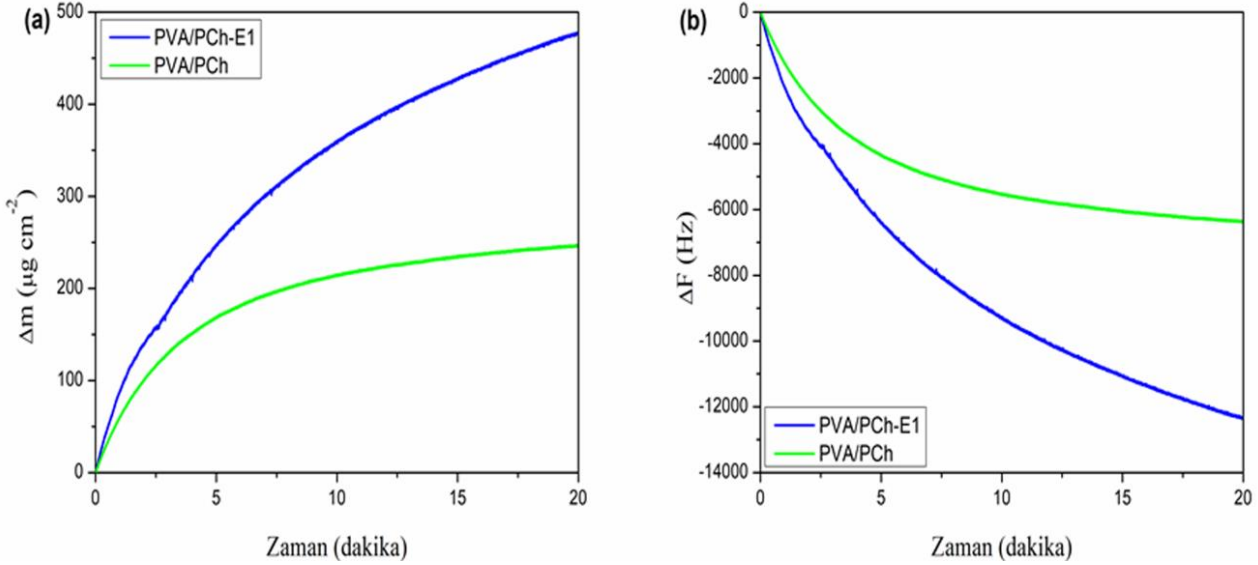 (a)
500
400
300
200
100
0
Δm (µg cm⁻²)
PVA/PCh-E1
PVA/PCh
0 5 10 15 20
Zaman (dakika)
(b)
0
-2000
-4000
-6000
-8000
-10000
-12000
-14000
ΔF (Hz)
PVA/PCh-E1
PVA/PCh
0 5 10 15 20
Zaman (dakika)